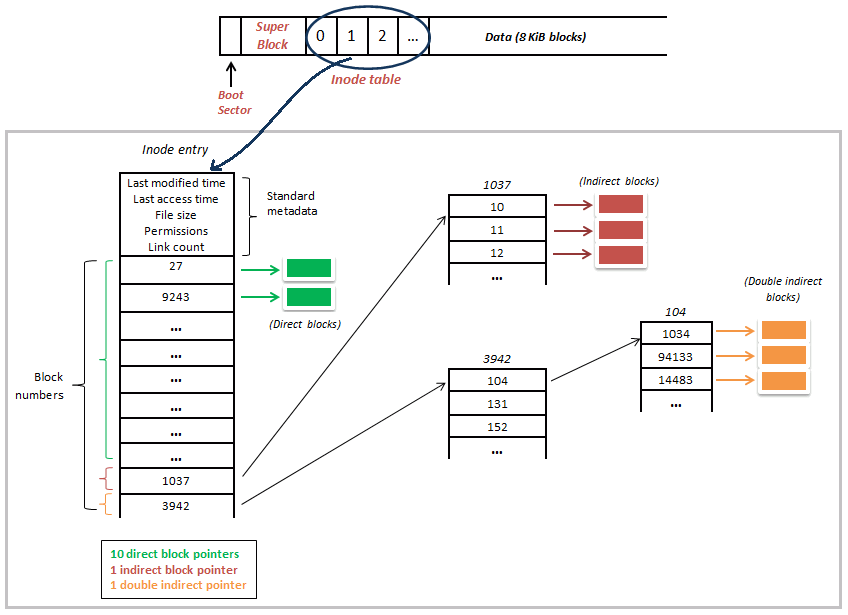 Super
Block
0 1 2 ...
Data (8 KiB blocks)
Inode table
Boot
Sector
Inode entry
Last modified time
Last access time
File size
Permissions
Link count
Standard
metadata
27
9243
...
...
...
...
...
...
1037
3942
(Direct blocks)
Block
numbers
1037
10
11
12
...
(Indirect blocks)
3942
104
131
152
...
104
1034
94133
14483
...
(Double indirect
blocks)
10 direct block pointers
1 indirect block pointer
1 double indirect pointer